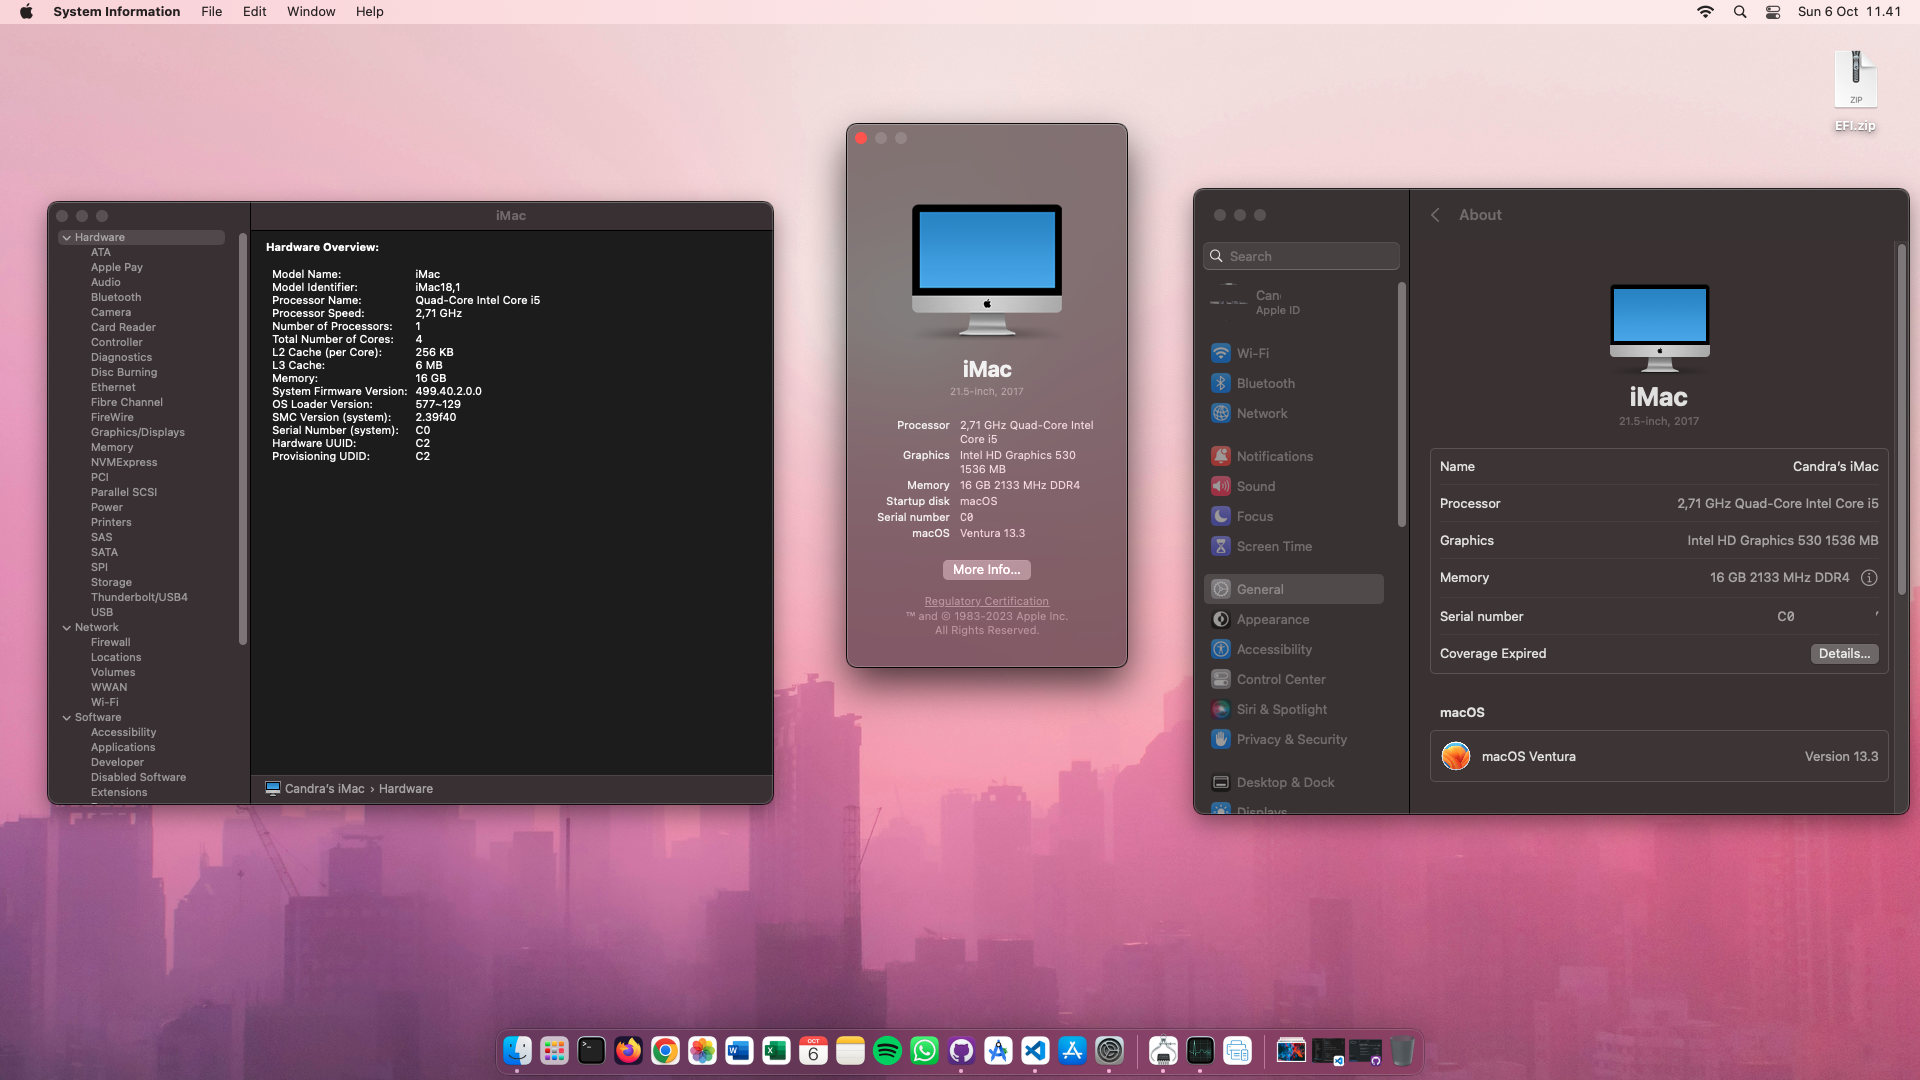 System Information File Edit Window Help Sun 6 Oct 11.41
ZIP
EFI.zip
iMac
Hardware
ATA
Apple Pay
Audio
Bluetooth
Camera
Card Reader
Controller
Diagnostics
Disc Burning
Ethernet
Fibre Channel
FireWire
Graphics/Displays
Memory
NVMExpress
PCI
Parallel SCSI
Power
Printers
SAS
SATA
SPI
Storage
Thunderbolt/USB4
USB
Network
Firewall
Locations
Volumes
WWAN
Wi-Fi
Software
Accessibility
Applications
Developer
Disabled Software
Extensions
Hardware Overview:
Model Name: iMac
Model Identifier: iMac18,1
Processor Name: Quad-Core Intel Core i5
Processor Speed: 2,71 GHz
Number of Processors: 1
Total Number of Cores: 4
L2 Cache (per Core): 256 KB
L3 Cache: 6 MB
Memory: 16 GB
System Firmware Version: 499.40.2.0.0
OS Loader Version: 577~129
SMC Version (system): 2.39f40
Serial Number (system): C0
Hardware UUID: C2
Provisioning UDID: C2
Candra's iMac › Hardware
iMac
21.5-inch, 2017
Processor 2,71 GHz Quad-Core Intel
Core i5
Graphics Intel HD Graphics 530
1536 MB
Memory 16 GB 2133 MHz DDR4
Startup disk macOS
Serial number C0
macOS Ventura 13.3
More Info...
Regulatory Certification
™ and © 1983-2023 Apple Inc.
All Rights Reserved.
Search
Can
Apple ID
Wi-Fi
Bluetooth
Network
Notifications
Sound
Focus
Screen Time
General
Appearance
Accessibility
Control Center
Siri & Spotlight
Privacy & Security
Desktop & Dock
Displays
About
iMac
21.5-inch, 2017
Name Candra's iMac
Processor 2,71 GHz Quad-Core Intel Core i5
Graphics Intel HD Graphics 530 1536 MB
Memory 16 GB 2133 MHz DDR4
Serial number C0
Coverage Expired Details...
macOS
macOS Ventura Version 13.3
OCT
6